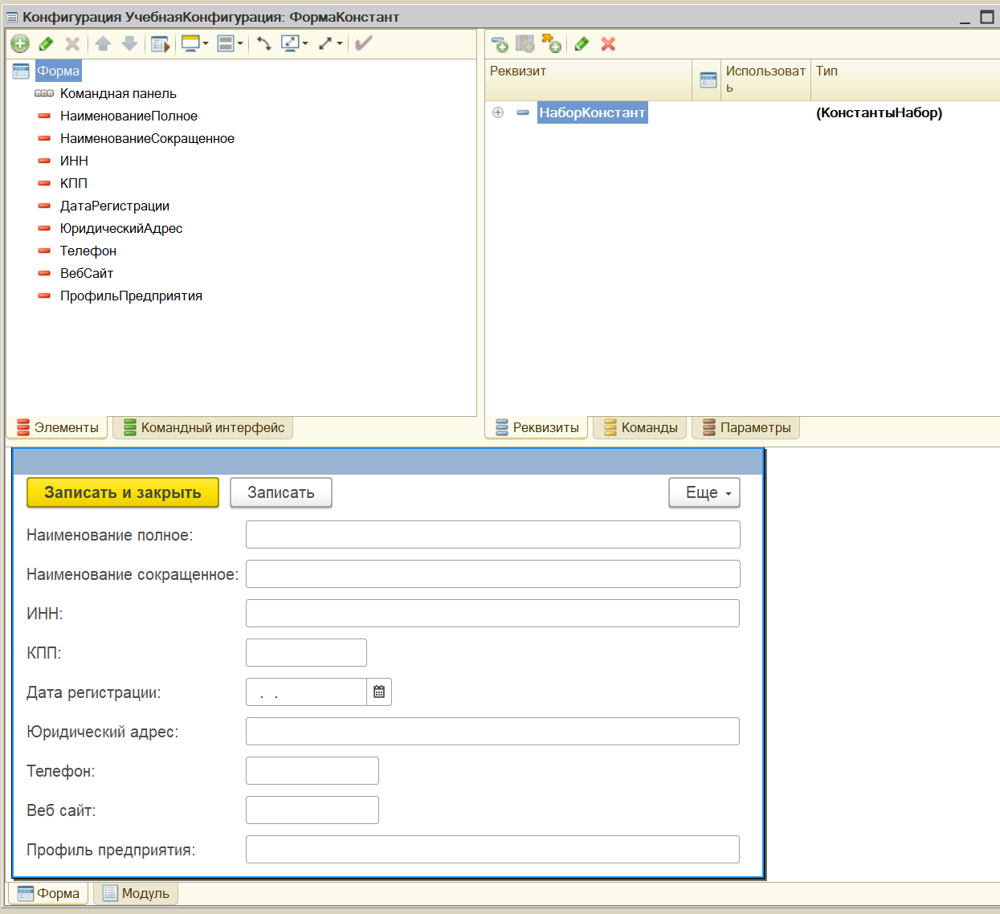 Конфигурация УчебнаяКонфигурация: ФормаКонстант
Форма
Командная панель
НаименованиеПолное
НаименованиеСокращенное
ИНН
КПП
ДатаРегистрации
ЮридическийАдрес
Телефон
ВебСайт
ПрофильПредприятия
Элементы
Командный интерфейс
Реквизит
Использоват
ь
Тип
НаборКонстант
(КонстантыНабор)
Реквизиты
Команды
Параметры
Записать и закрыть
Записать
Еще
Наименование полное:
Наименование сокращенное:
ИНН:
КПП:
Дата регистрации:
. .
Юридический адрес:
Телефон:
Веб сайт:
Профиль предприятия:
Форма
Модуль